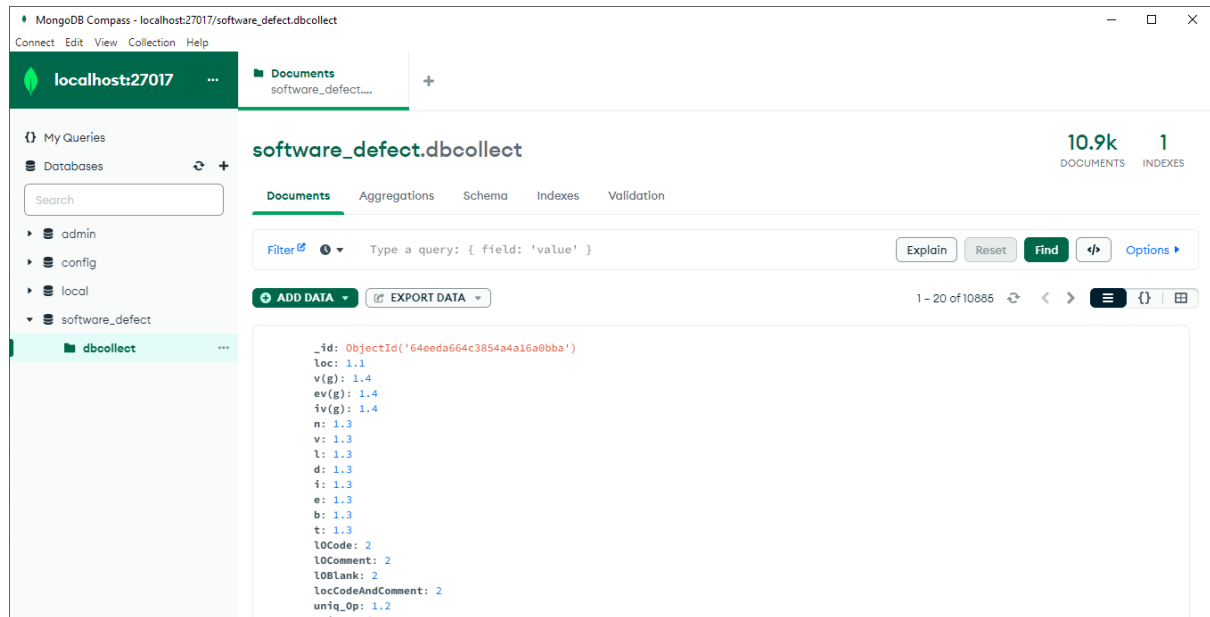 MongoDB Compass - localhost:27017/software_defect.dbcollect
Connect Edit View Collection Help
localhost:27017 ...
Documents
software_defect....
{} My Queries
Databases
Search
admin
config
local
software_defect
dbcollect ...
software_defect.dbcollect
10.9k
DOCUMENTS
1
INDEXES
Documents Aggregations Schema Indexes Validation
Filter Type a query: { field: 'value' } Explain Reset Find </> Options
ADD DATA EXPORT DATA 1 – 20 of 10885 {}
_id: ObjectId('64eeda664c3854a4a16a0bba')
loc: 1.1
v(g): 1.4
ev(g): 1.4
iv(g): 1.4
n: 1.3
v: 1.3
l: 1.3
d: 1.3
i: 1.3
e: 1.3
b: 1.3
t: 1.3
lOCode: 2
lOComment: 2
lOBlank: 2
locCodeAndComment: 2
uniq_Op: 1.2